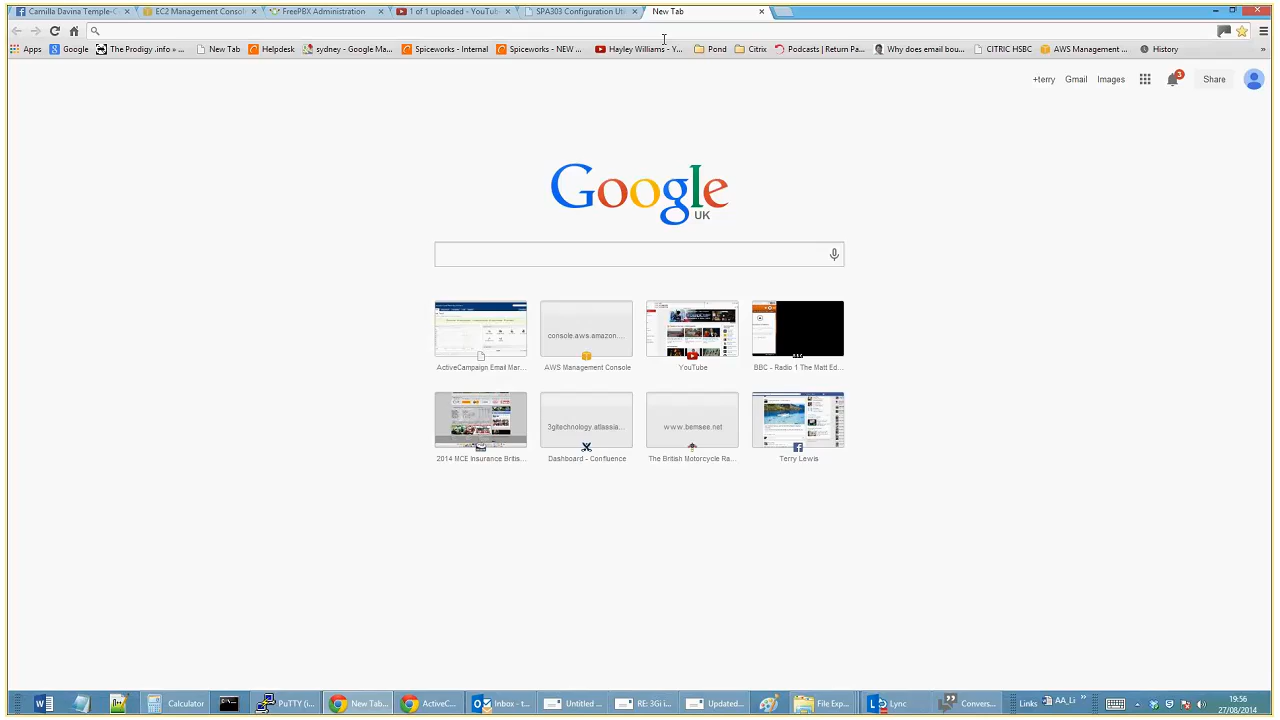 Camilla Davina Temple-C
EC2 Management Consol
FreePBX Administration
1 of 1 uploaded - YouTub
SPA303 Configuration Uti
New Tab
Apps
Google
The Prodigy .info » ...
New Tab
Helpdesk
sydney - Google Ma...
Spiceworks - Internal
Spiceworks - NEW ...
Hayley Williams - Y...
Pond
Citrix
Podcasts | Return Pa...
Why does email bou...
CITRIC HSBC
AWS Management ...
History
»
+terry
Gmail
Images
3
Share
Google
UK
console.aws.amazon....
ActiveCampaign Email Mar...
AWS Management Console
YouTube
BBC - Radio 1 The Matt Ed...
3gitechnology.atlassia...
www.bemsee.net
2014 MCE Insurance Britis...
Dashboard - Confluence
The British Motorcycle Ra...
Terry Lewis
Calculator
PuTTY (i...
New Tab...
ActiveC...
Inbox - t...
Untitled ...
RE: 3Gi i...
Updated...
File Exp...
Lync
Convers...
Links
AA_Li
19:56
27/08/2014